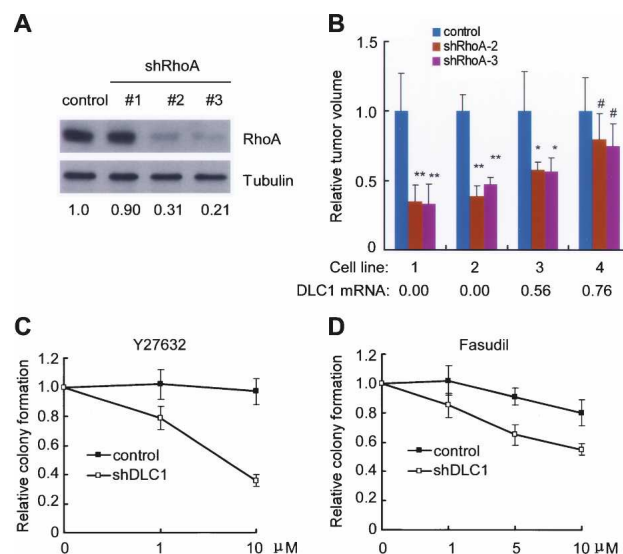 A
shRhoA
control #1 #2 #3
RhoA
Tubulin
1.0 0.90 0.31 0.21
B
control
shRhoA-2
shRhoA-3
Relative tumor volume
1.5
1.0
0.5
0
** **
** **
* *
# #
Cell line: 1 2 3 4
DLC1 mRNA: 0.00 0.00 0.56 0.76
C
Y27632
Relative colony formation
1.2
1.0
0.8
0.6
0.4
0.2
0
control
shDLC1
0 1 10 µM
D
Fasudil
Relative colony formation
1.2
1.0
0.8
0.6
0.4
0.2
0
control
shDLC1
0 1 5 10 µM